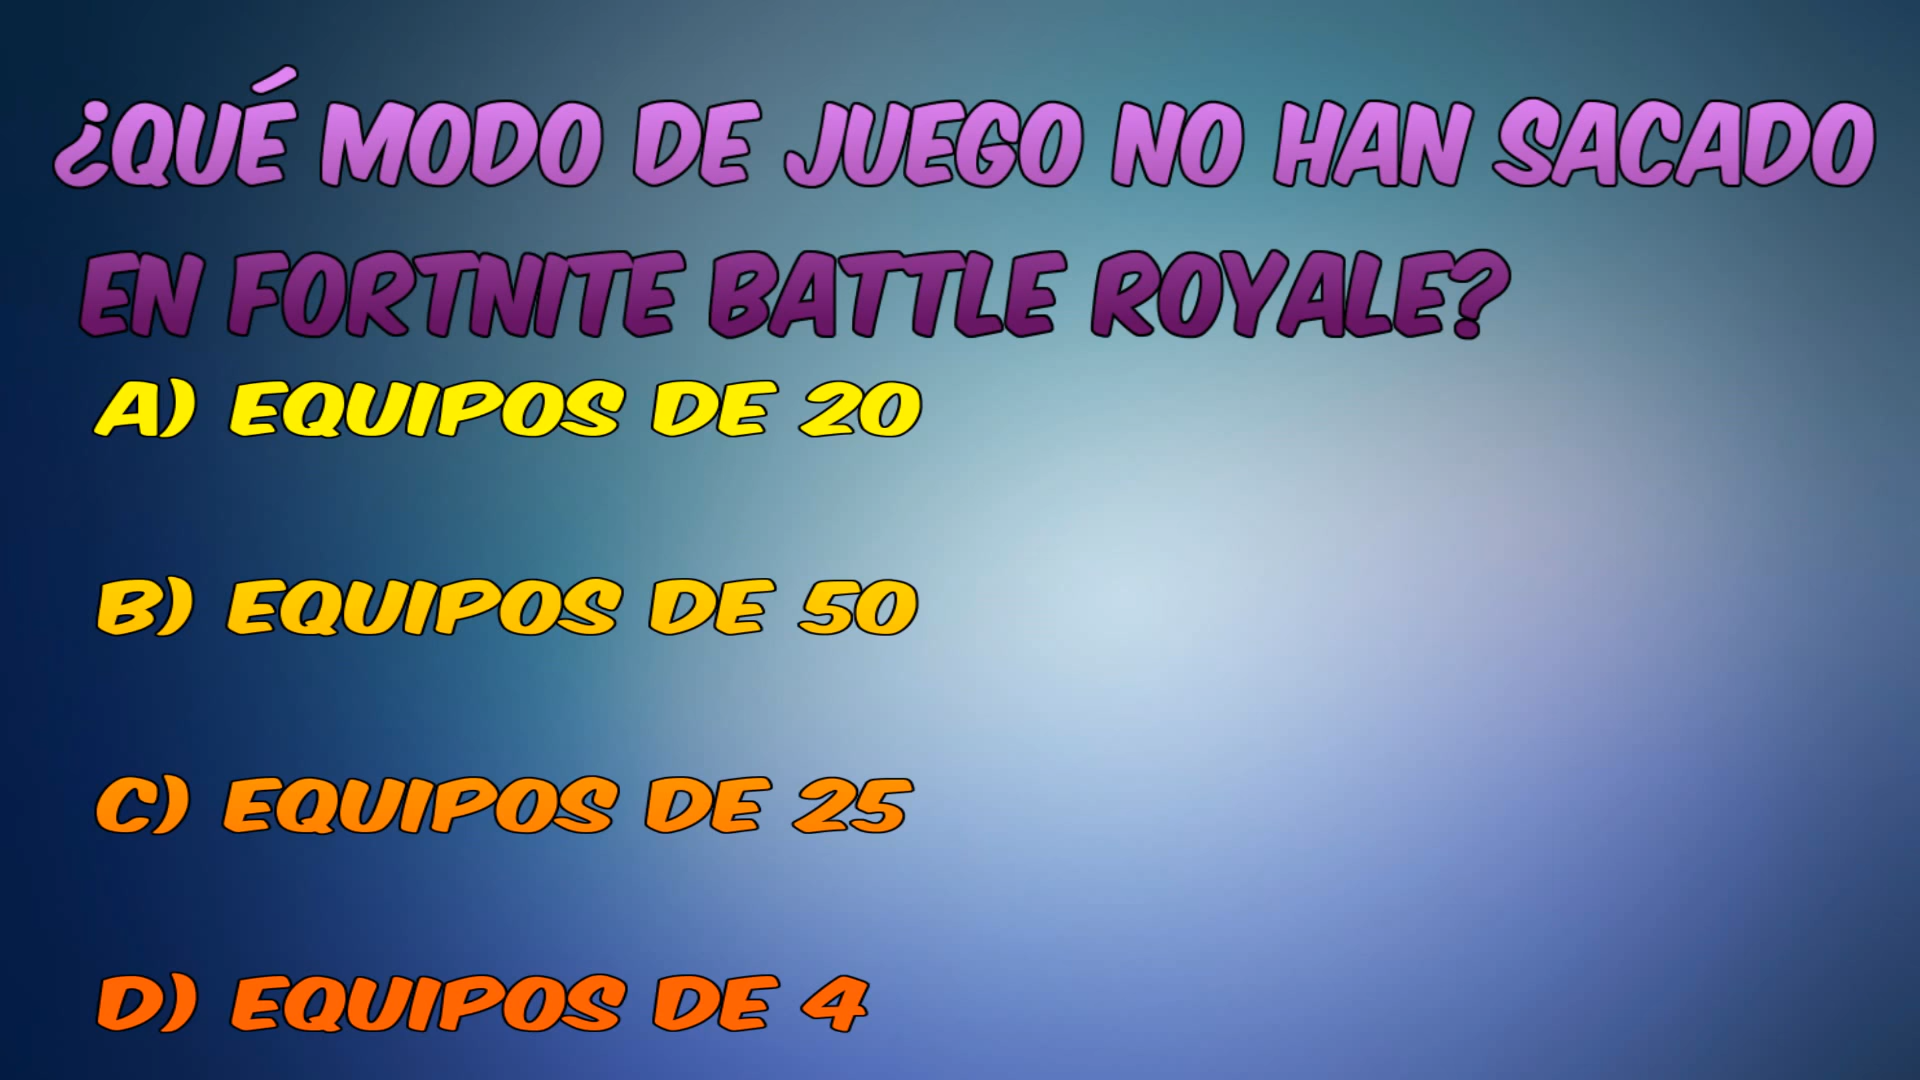 ¿QUÉ MODO DE JUEGO NO HAN SACADO
EN FORTNITE BATTLE ROYALE?
A) EQUIPOS DE 20
B) EQUIPOS DE 50
C) EQUIPOS DE 25
D) EQUIPOS DE 4